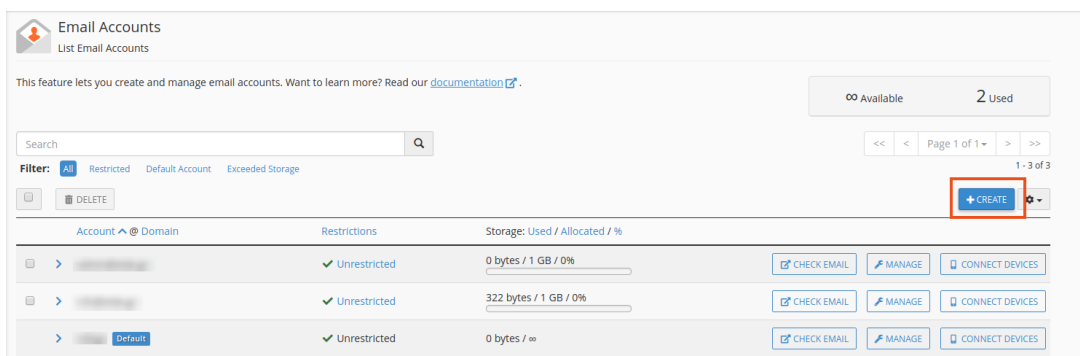 Email Accounts
List Email Accounts
This feature lets you create and manage email accounts. Want to learn more? Read our documentation .
∞ Available 2 Used
Search
<< < Page 1 of 1 > >>
Filter: All Restricted Default Account Exceeded Storage
1 - 3 of 3
DELETE
+ CREATE
Account @ Domain Restrictions Storage: Used / Allocated / %
Unrestricted 0 bytes / 1 GB / 0% CHECK EMAIL MANAGE CONNECT DEVICES
Unrestricted 322 bytes / 1 GB / 0% CHECK EMAIL MANAGE CONNECT DEVICES
Default Unrestricted 0 bytes / ∞ CHECK EMAIL MANAGE CONNECT DEVICES